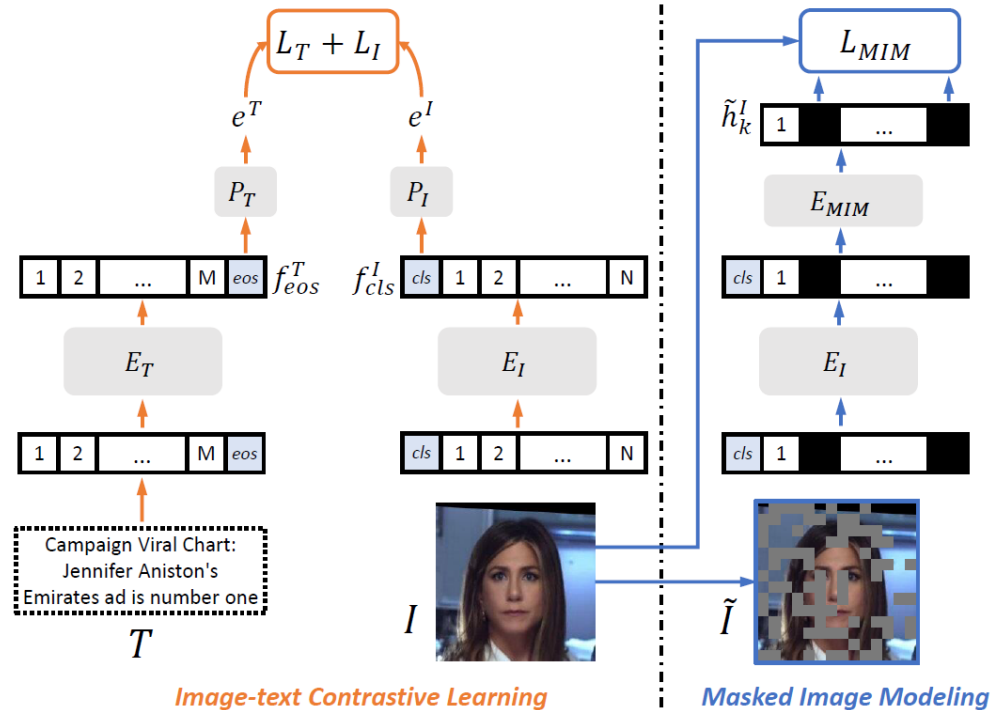 L_T + L_I
L_MIM
e^T
e^I
h̃_k^I
1 ...
P_T
P_I
E_MIM
1 2 ... M eos
f_eos^T
f_cls^I
cls 1 2 ... N
cls 1 ...
E_T
E_I
E_I
1 2 ... M eos
cls 1 2 ... N
cls 1 ...
Campaign Viral Chart:
Jennifer Aniston's
Emirates ad is number one
T
I
Ĩ
Image-text Contrastive Learning
Masked Image Modeling